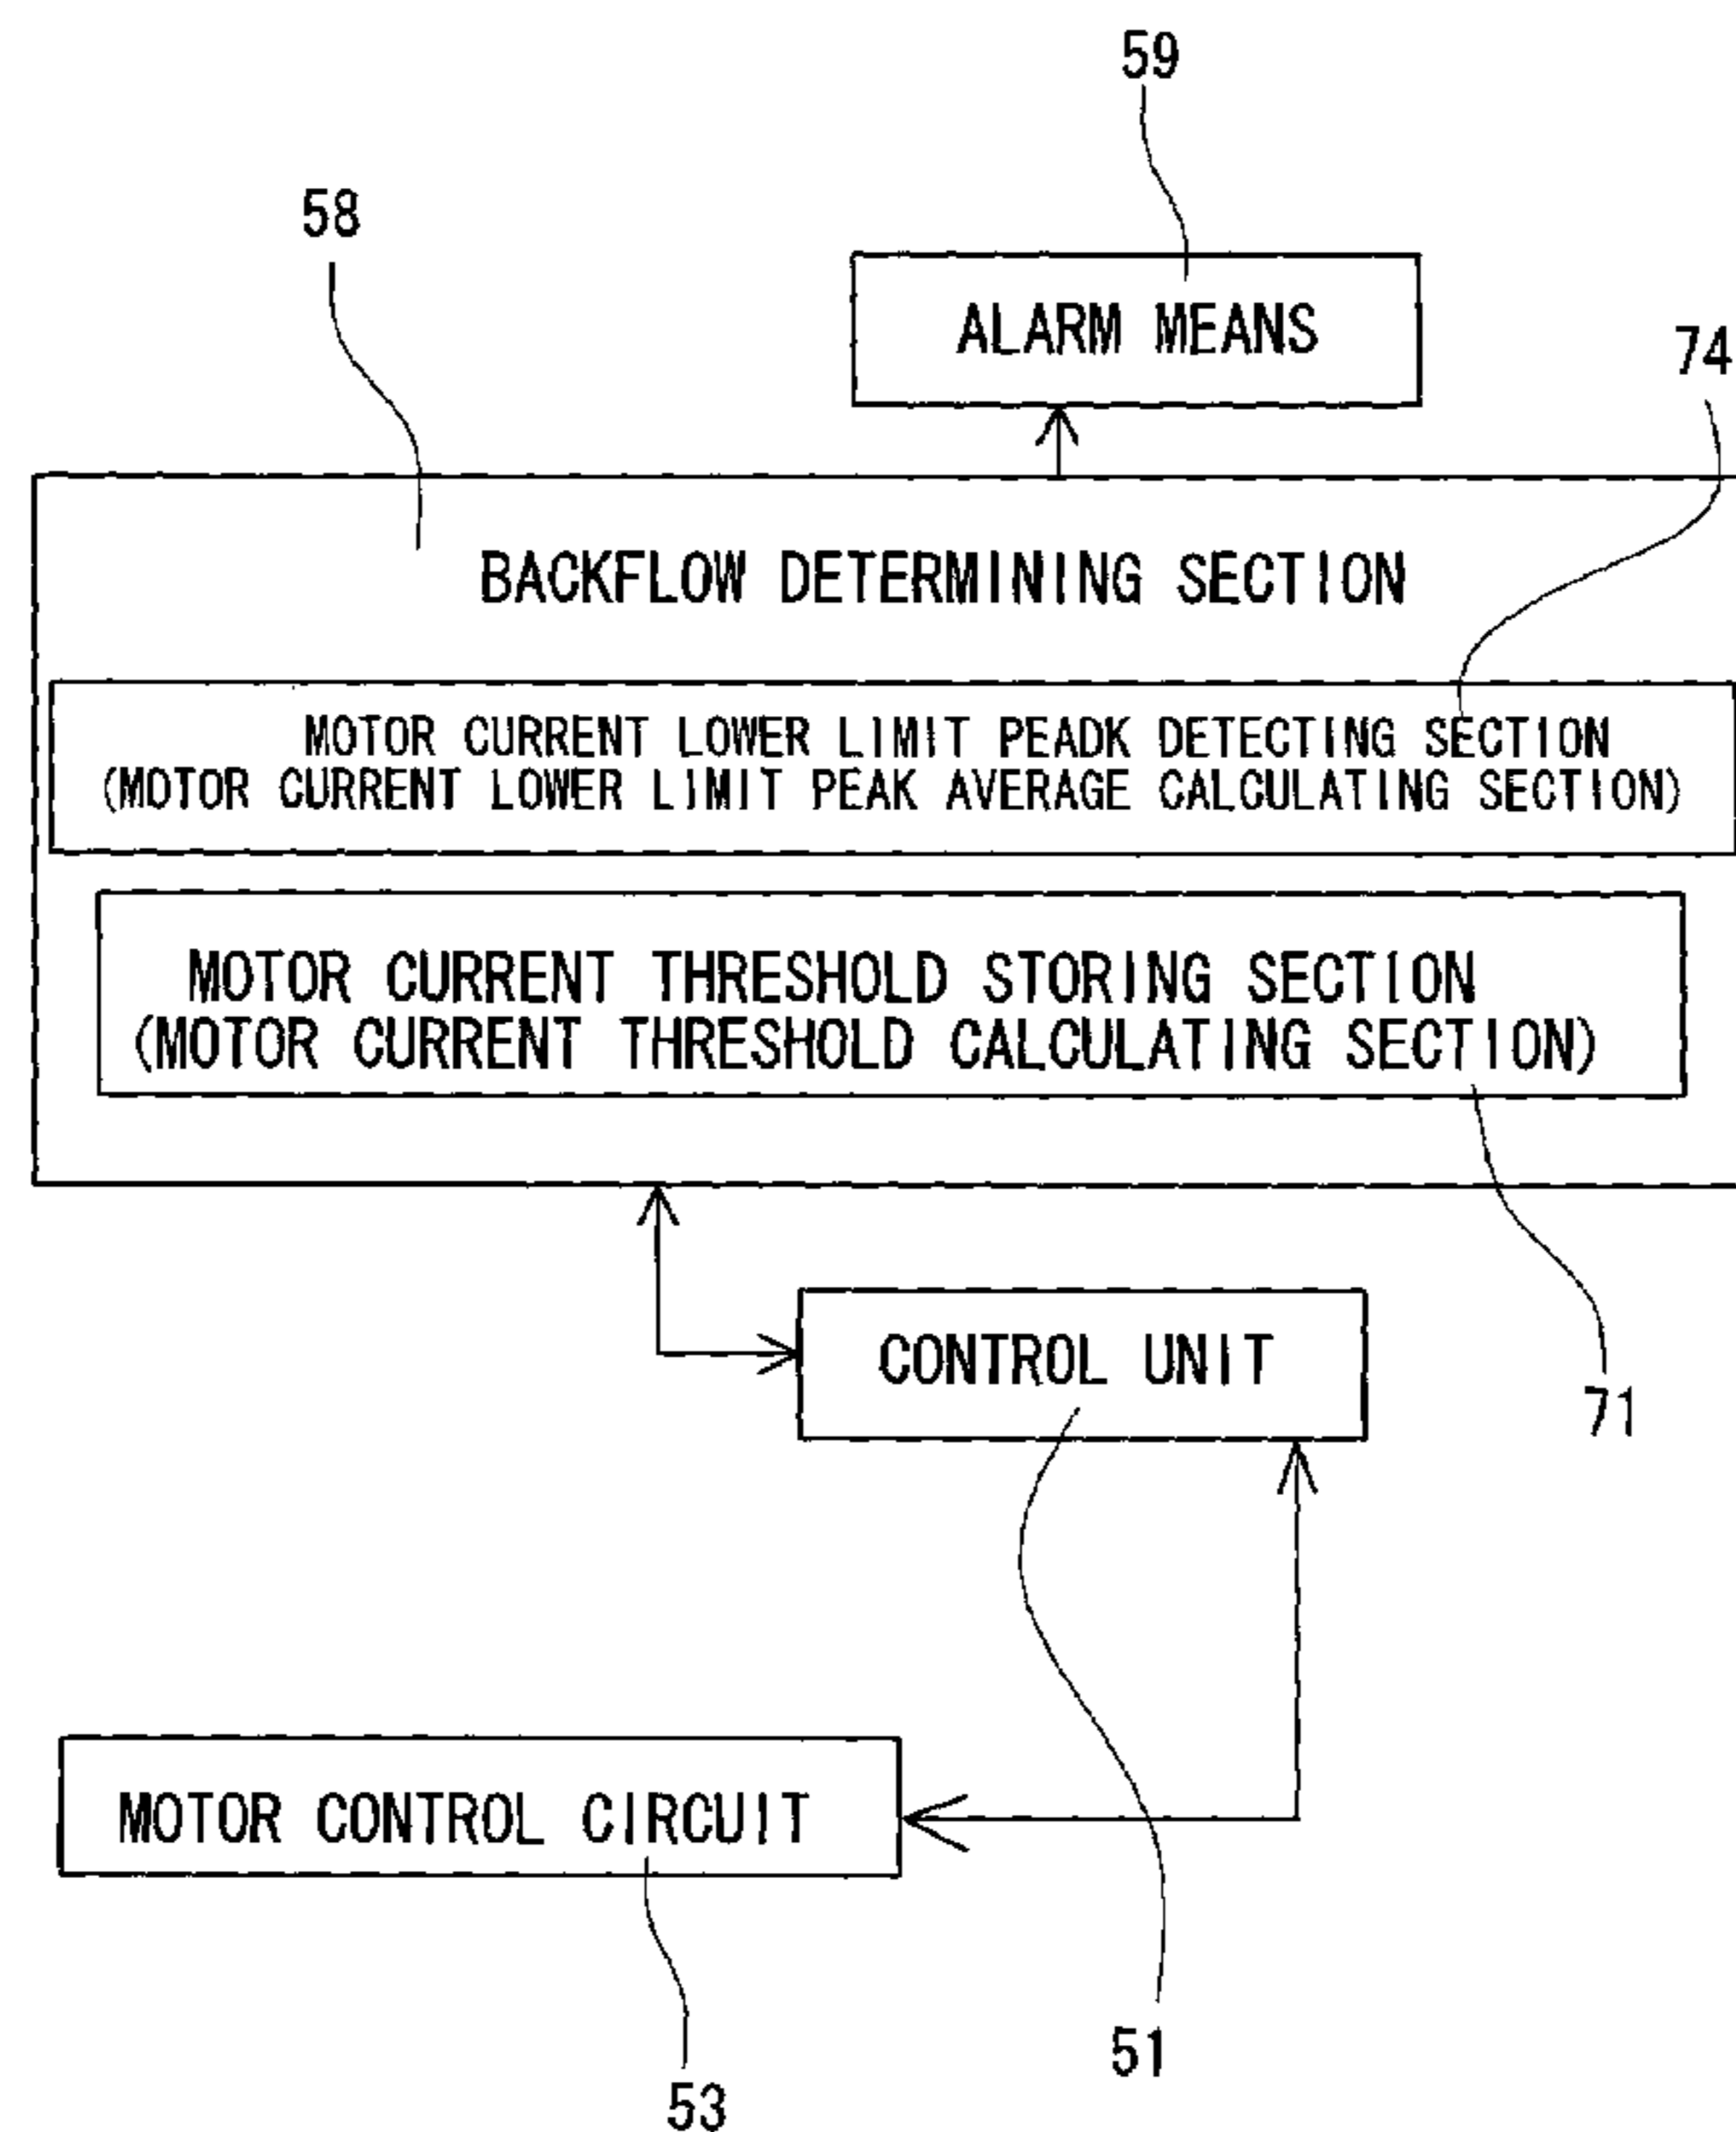 59
58
ALARM MEANS
74
BACKFLOW DETERMINING SECTION
MOTOR CURRENT LOWER LIMIT PEADK DETECTING SECTION
(MOTOR CURRENT LOWER LIMIT PEAK AVERAGE CALCULATING SECTION)
MOTOR CURRENT THRESHOLD STORING SECTION
(MOTOR CURRENT THRESHOLD CALCULATING SECTION)
CONTROL UNIT
71
MOTOR CONTROL CIRCUIT
51
53